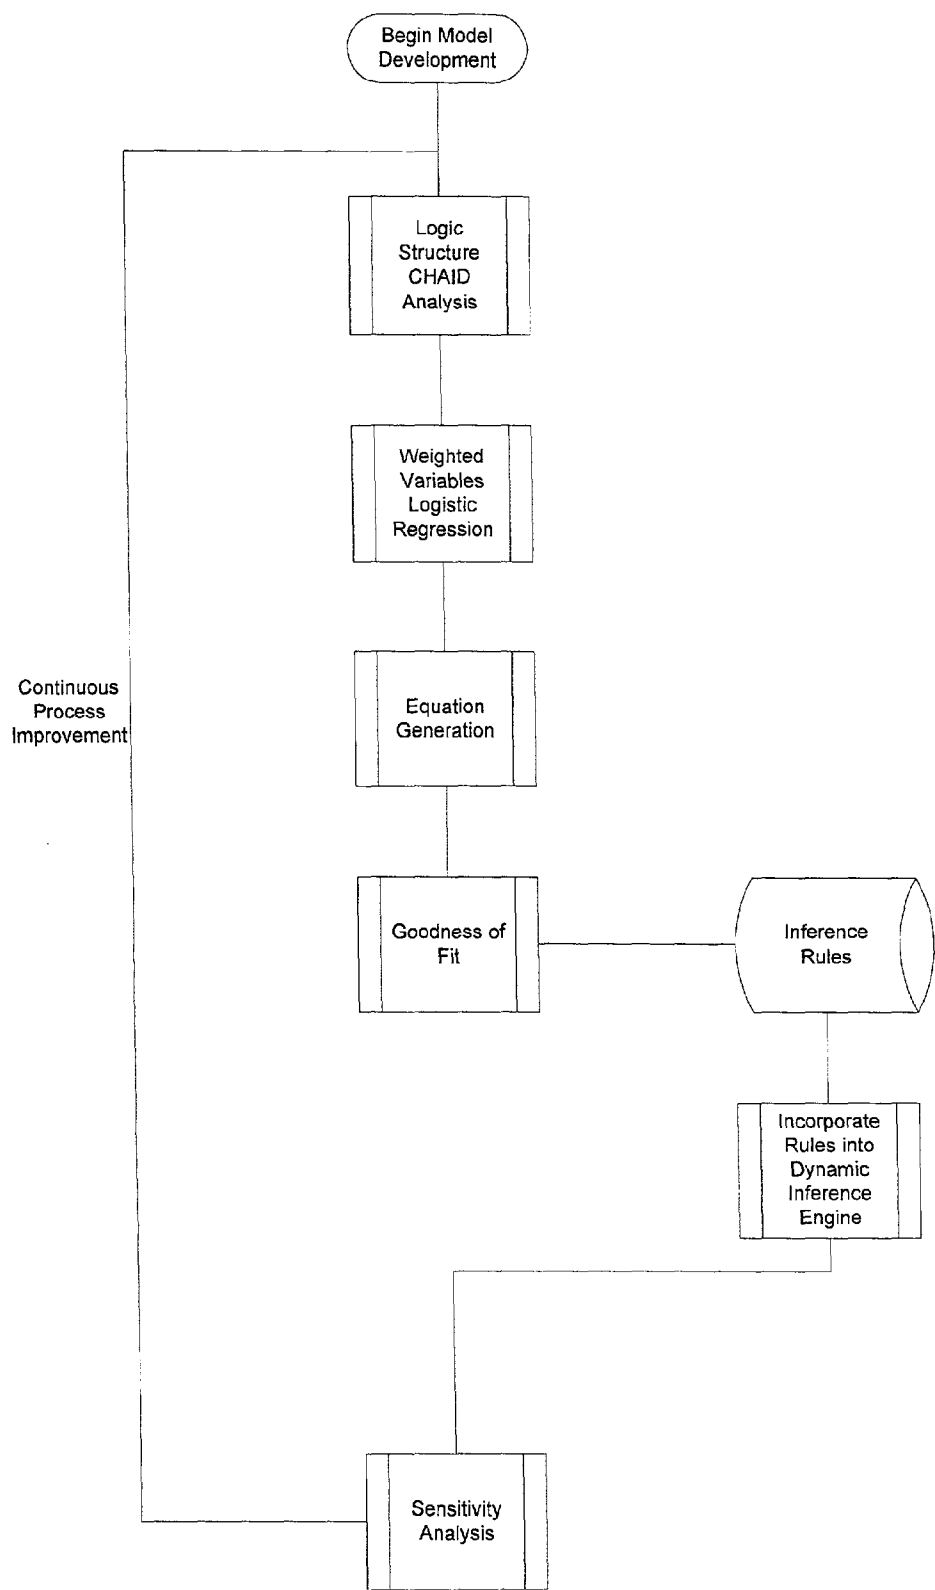 Begin Model
Development
Logic
Structure
CHAID
Analysis
Weighted
Variables
Logistic
Regression
Continuous
Process
Improvement
Equation
Generation
Goodness of
Fit
Inference
Rules
Incorporate
Rules into
Dynamic
Inference
Engine
Sensitivity
Analysis